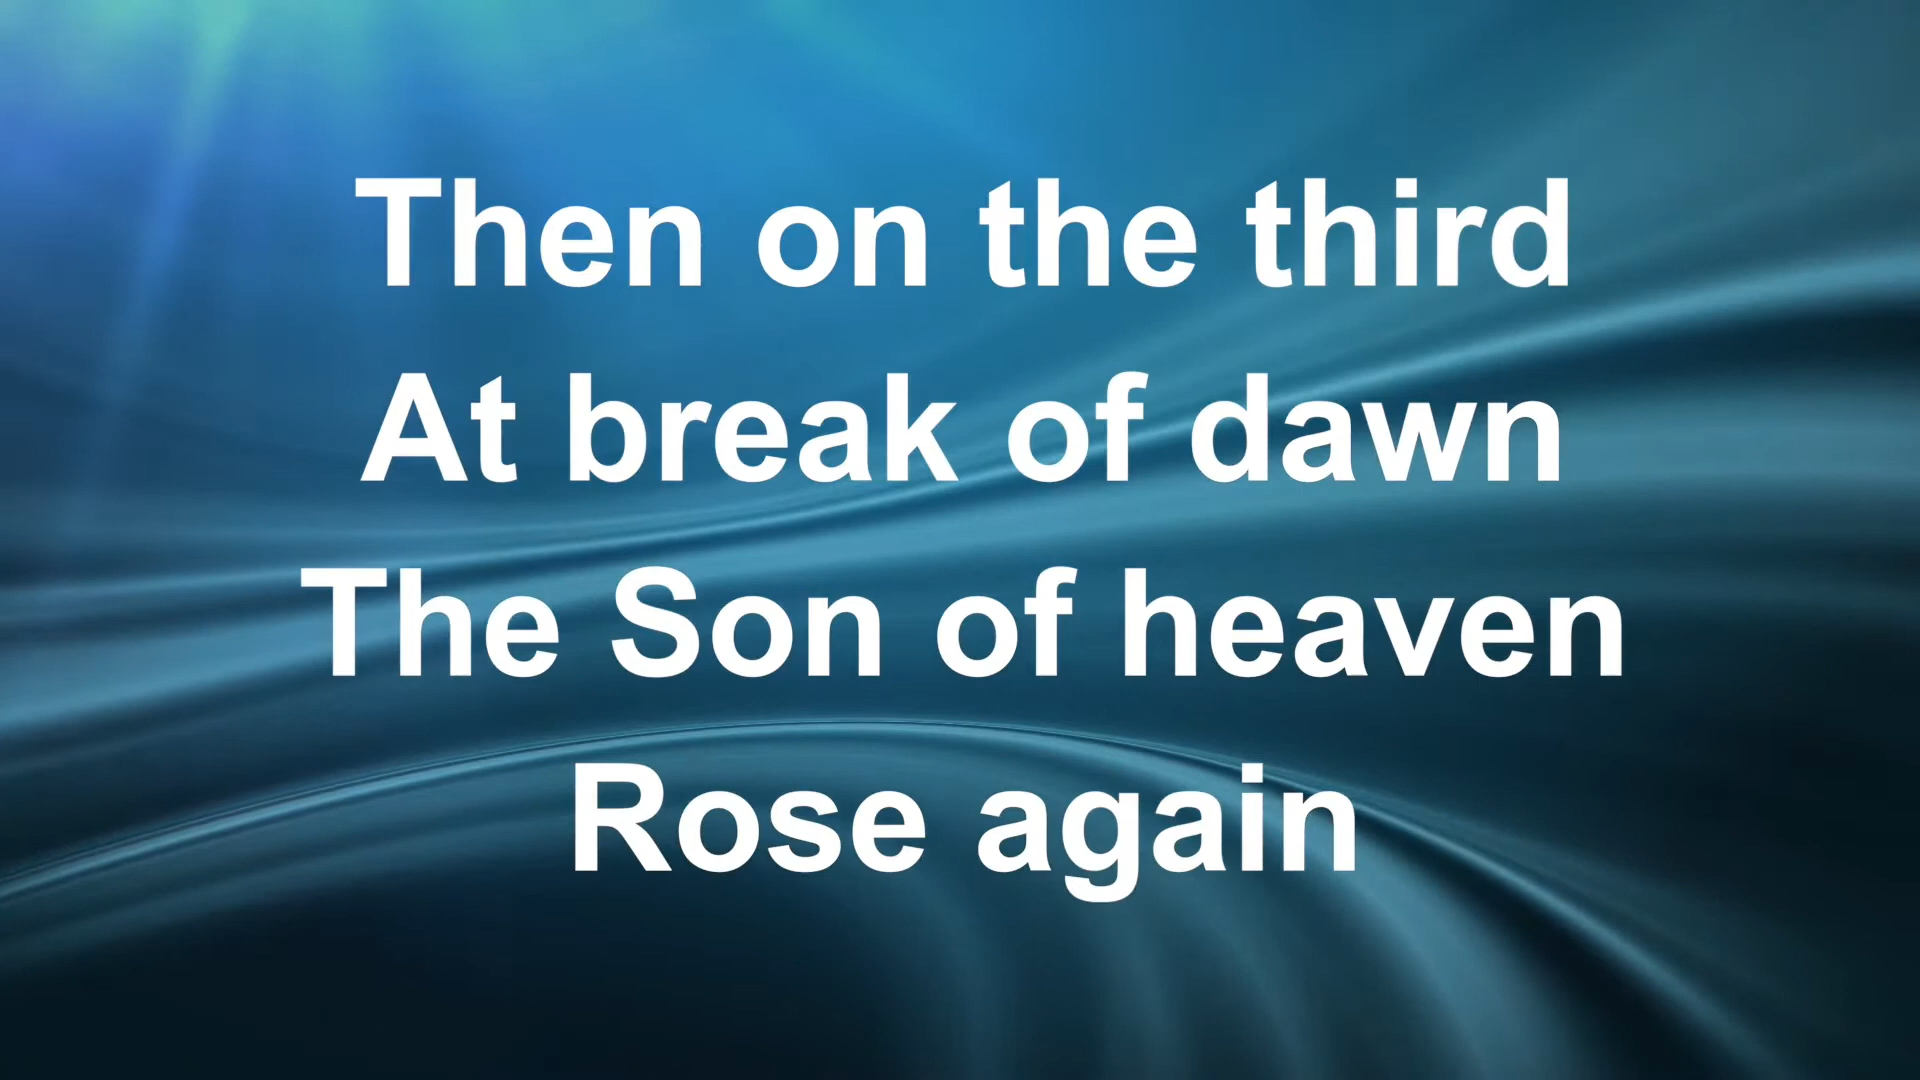 Then on the third
At break of dawn
The Son of heaven
Rose again